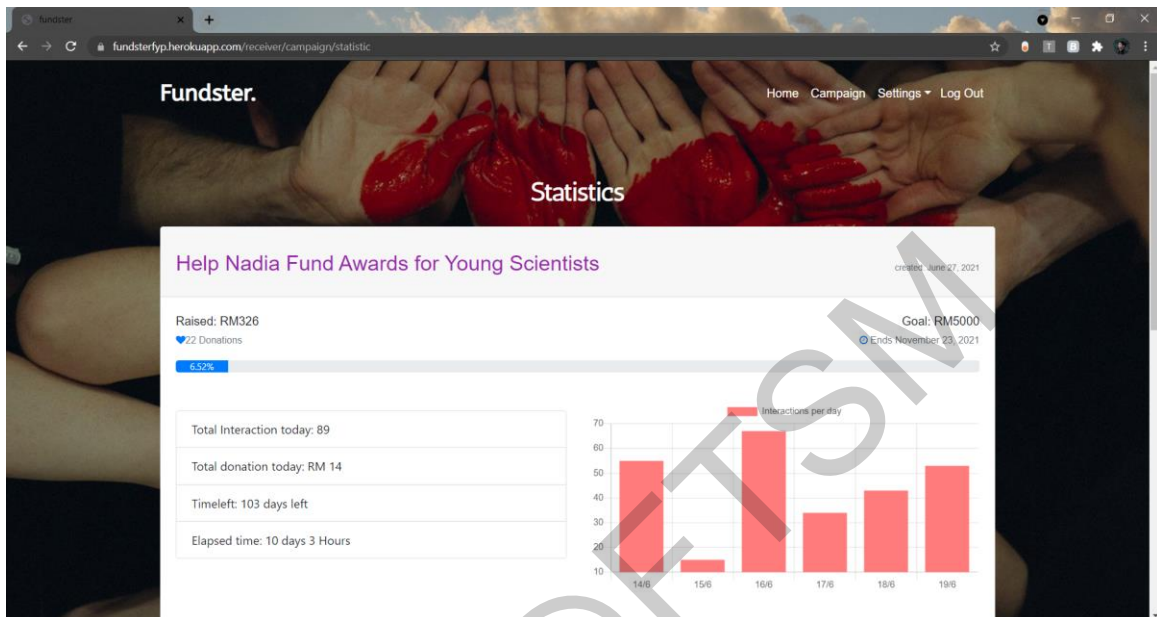 fundster
fundsterfyp.herokuapp.com/receiver/campaign/statistic
Fundster.
Home Campaign Settings Log Out
Statistics
Help Nadia Fund Awards for Young Scientists
created: June 27, 2021
Raised: RM326
Goal: RM5000
22 Donations
Ends November 23, 2021
6.52%
Total Interaction today: 89
Total donation today: RM 14
Timeleft: 103 days left
Elapsed time: 10 days 3 Hours
Interactions per day
70
60
50
40
30
20
10
14/6 15/6 16/6 17/6 18/6 19/6
FTSM